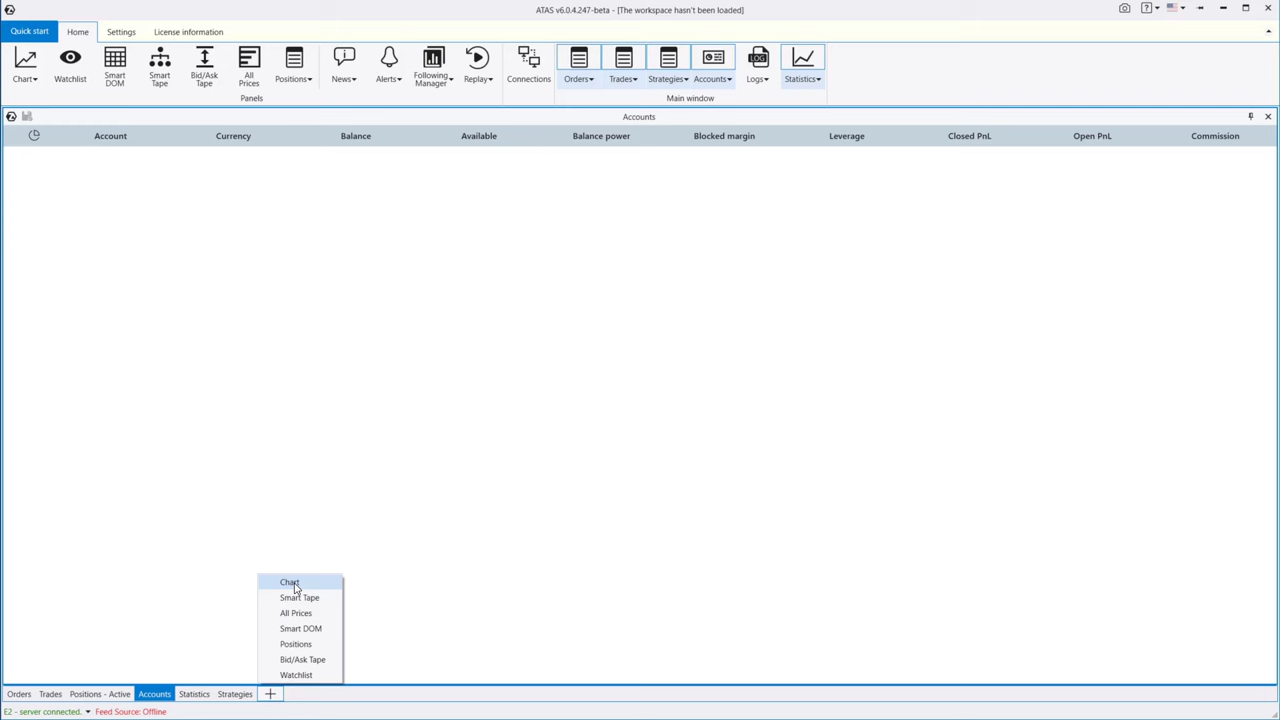 ATAS v6.0.4.247-beta - [The workspace hasn't been loaded]
Quick start Home Settings License information
Chart Watchlist Smart DOM Smart Tape Bid/Ask Tape All Prices Positions News Alerts Following Manager Replay Connections Orders Trades Strategies Accounts LOG Logs Statistics
Panels Main window
Accounts
Account Currency Balance Available Balance power Blocked margin Leverage Closed PnL Open PnL Commission
Chart
Smart Tape
All Prices
Smart DOM
Positions
Bid/Ask Tape
Watchlist
Orders Trades Positions - Active Accounts Statistics Strategies
E2 - server connected. Feed Source: Offline